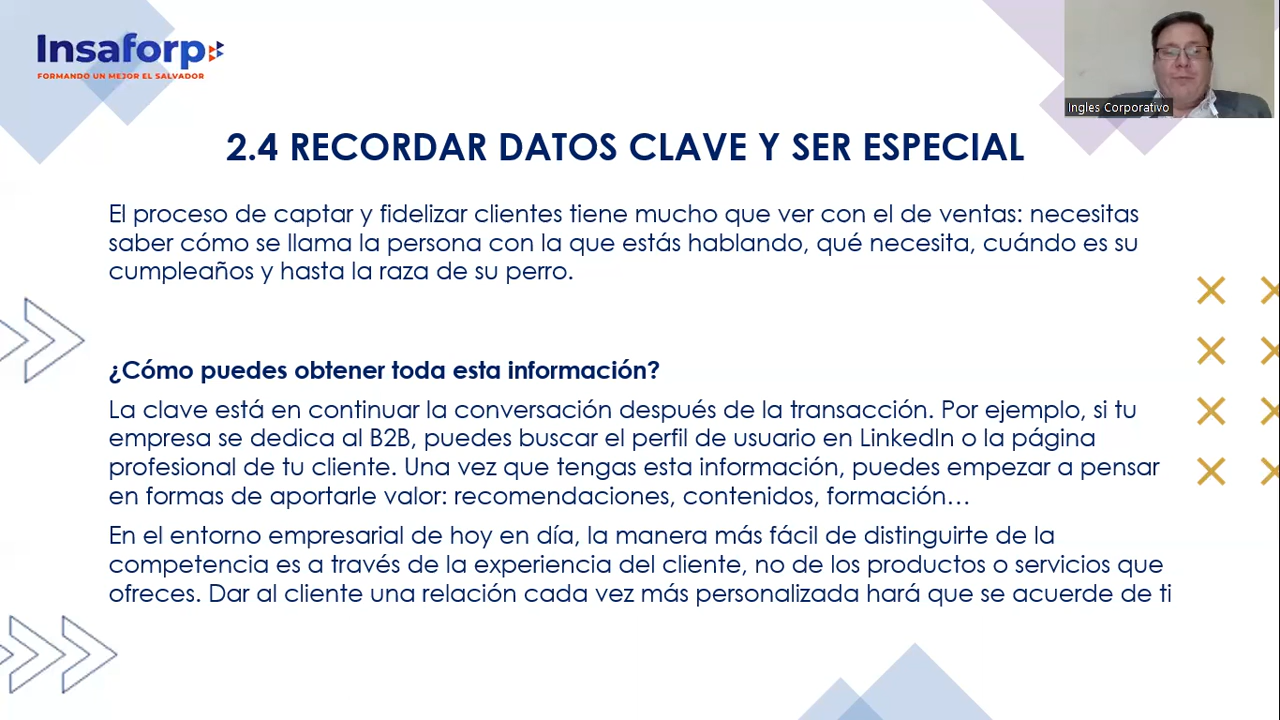 Insaforp
FORMANDO UN MEJOR EL SALVADOR
Ingles Corporativo
2.4 RECORDAR DATOS CLAVE Y SER ESPECIAL
El proceso de captar y fidelizar clientes tiene mucho que ver con el de ventas: necesitas
saber cómo se llama la persona con la que estás hablando, qué necesita, cuándo es su
cumpleaños y hasta la raza de su perro.
¿Cómo puedes obtener toda esta información?
La clave está en continuar la conversación después de la transacción. Por ejemplo, si tu
empresa se dedica al B2B, puedes buscar el perfil de usuario en LinkedIn o la página
profesional de tu cliente. Una vez que tengas esta información, puedes empezar a pensar
en formas de aportarle valor: recomendaciones, contenidos, formación…
En el entorno empresarial de hoy en día, la manera más fácil de distinguirte de la
competencia es a través de la experiencia del cliente, no de los productos o servicios que
ofreces. Dar al cliente una relación cada vez más personalizada hará que se acuerde de ti